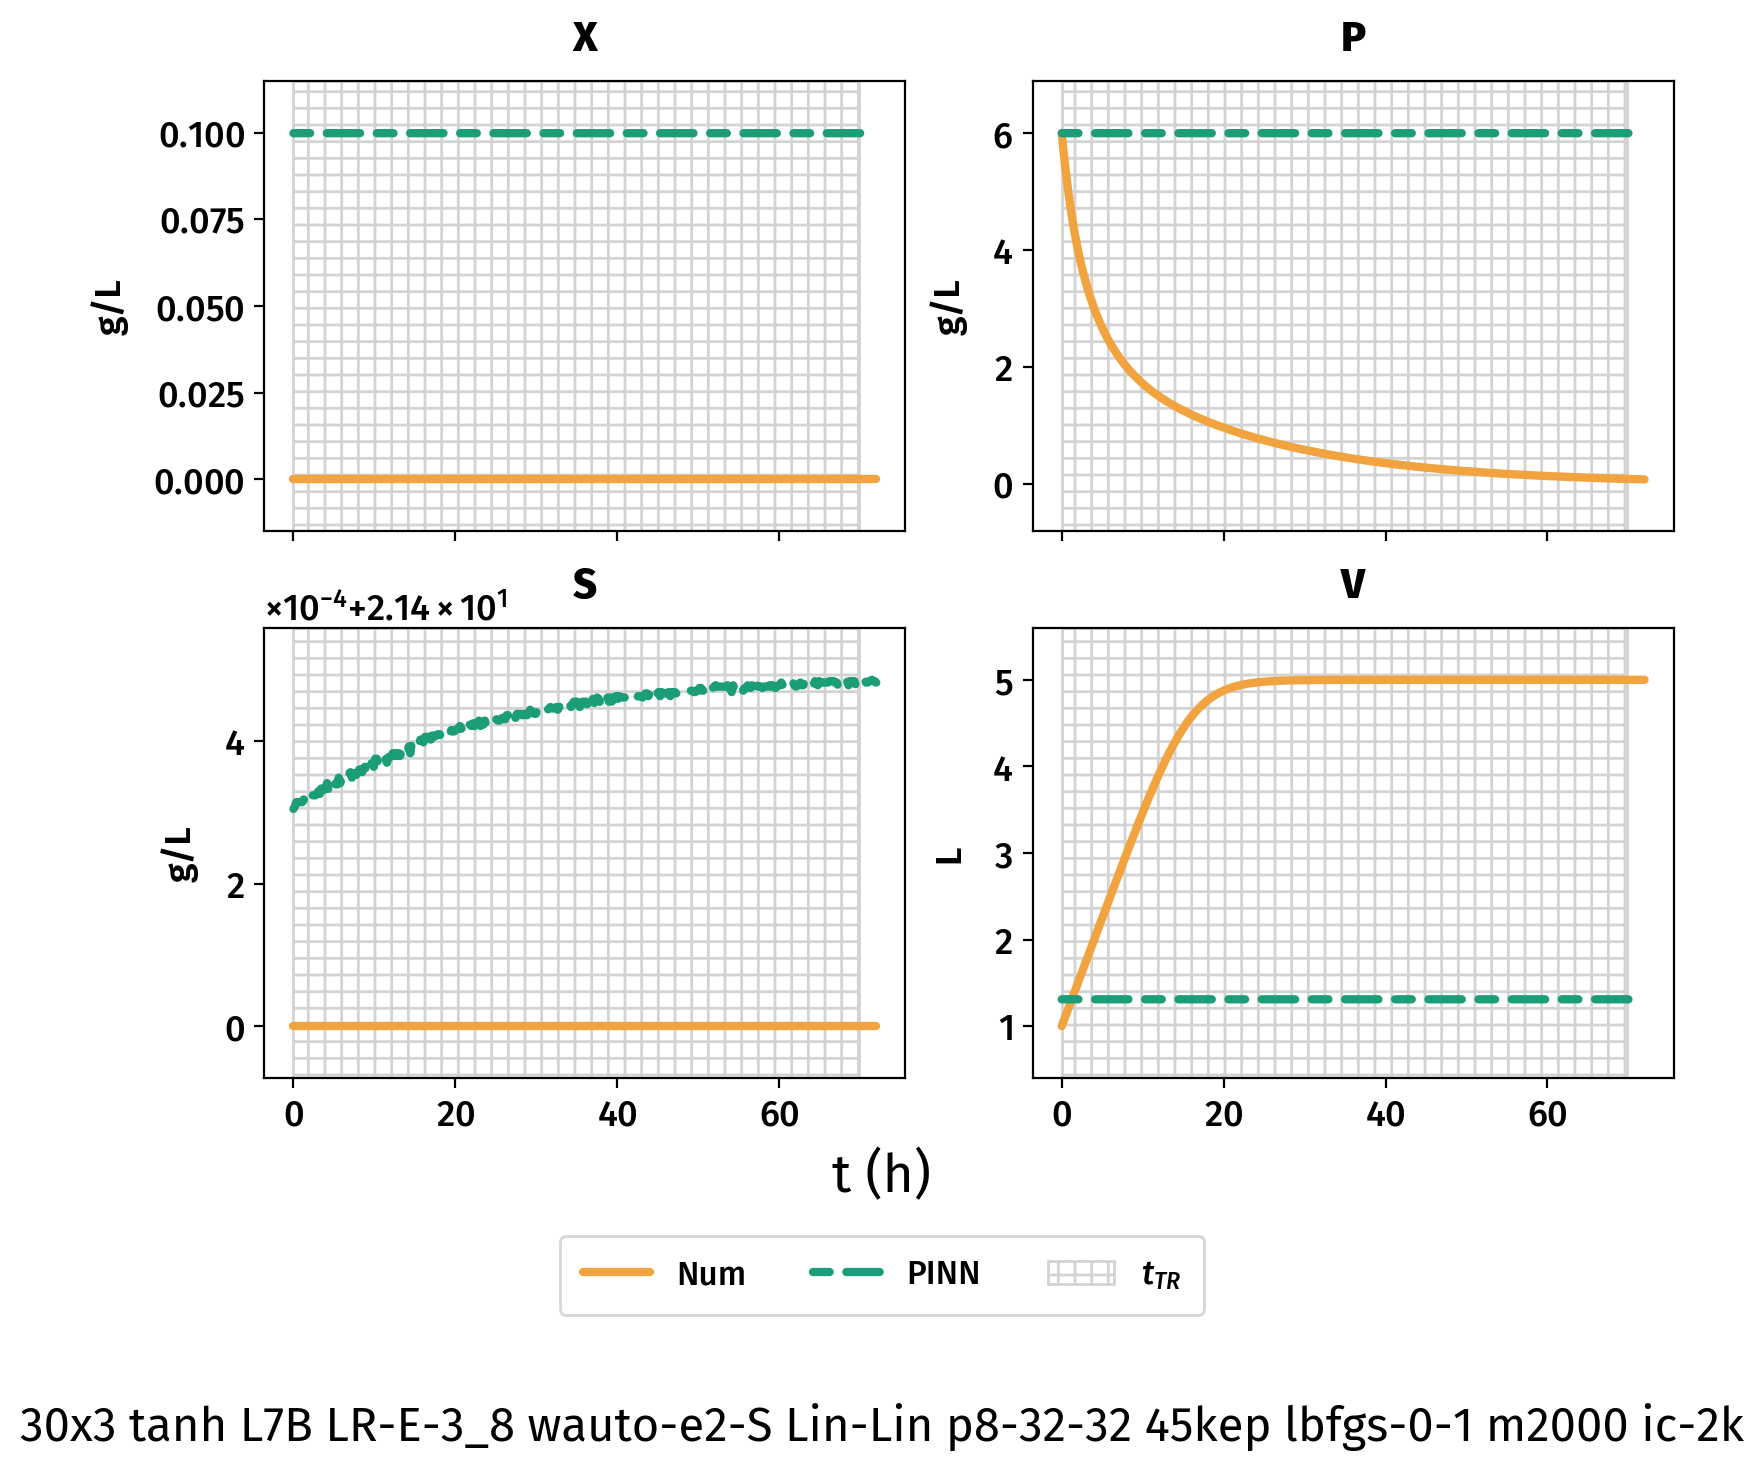 X
P
0.100
0.075
0.050
0.025
0.000
g/L
6
4
2
0
g/L
S
×10⁻⁴+2.14 × 10¹
V
4
2
0
g/L
5
4
3
2
1
L
0 20 40 60
0 20 40 60
t (h)
Num PINN t_TR
30x3 tanh L7B LR-E-3_8 wauto-e2-S Lin-Lin p8-32-32 45kep lbfgs-0-1 m2000 ic-2k